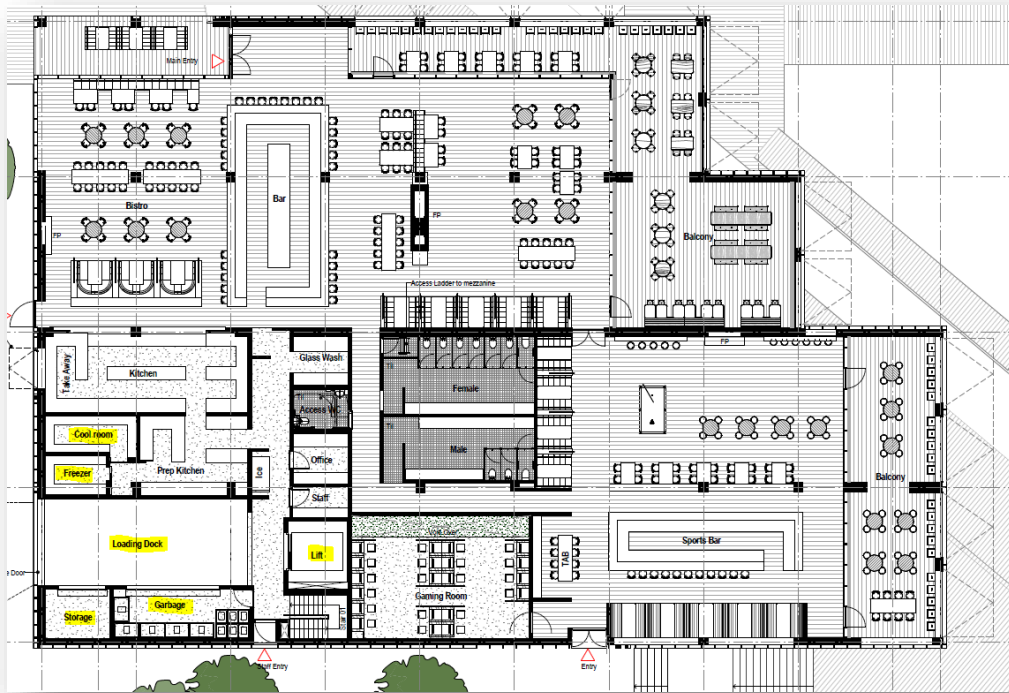 Main Entry
Bar
Bistro
FP
FP
Balcony
Access Ladder to mezzanine
Glass Wash
FP
Take Away
Kitchen
Female
Access WC
Cool room
Male
Freezer
Prep Kitchen
Office
Ice
Balcony
Staff
Loading Dock
Lift
Sports Bar
TAB
Storage
Garbage
Gaming Room
Stair 01
Staff Entry
Entry
e Door